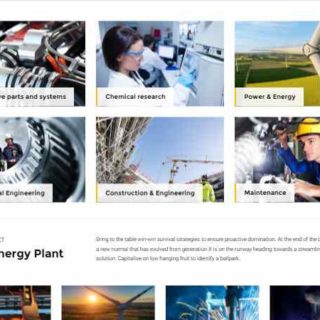 ve parts and systems
Chemical research
Power & Energy
al Engineering
Construction & Engineering
Maintenance
CT
nergy Plant
Bring to the table win-win survival strategies to ensure proactive domination. At the end of the d
a new normal that has evolved from generation X is on the runway heading towards a streamlin
solution. Capitalise on low hanging fruit to identify a ballpark.